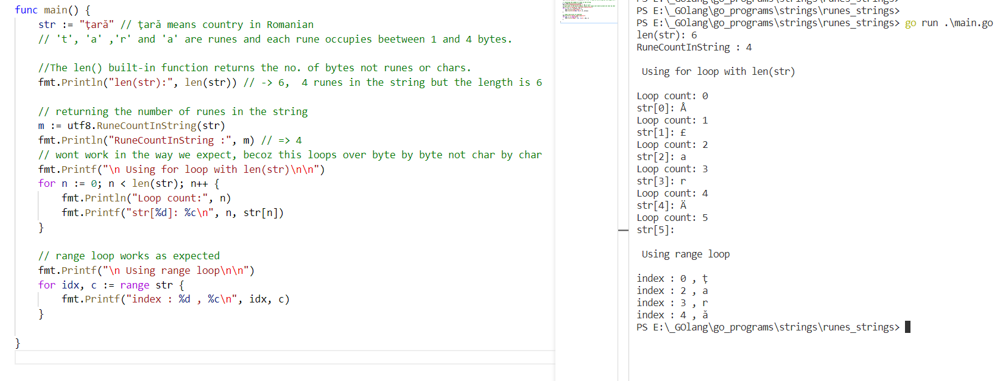 func main() {
    str := "ţară" // ţară means country in Romanian
    // 't', 'a' ,'r' and 'a' are runes and each rune occupies beetween 1 and 4 bytes.
    //The len() built-in function returns the no. of bytes not runes or chars.
    fmt.Println("len(str):", len(str)) // -> 6,  4 runes in the string but the length is 6
    // returning the number of runes in the string
    m := utf8.RuneCountInString(str)
    fmt.Println("RuneCountInString :", m) // => 4
    // wont work in the way we expect, becoz this loops over byte by byte not char by char
    fmt.Printf("\n Using for loop with len(str)\n\n")
    for n := 0; n < len(str); n++ {
        fmt.Println("Loop count:", n)
        fmt.Printf("str[%d]: %c\n", n, str[n])
    }
    // range loop works as expected
    fmt.Printf("\n Using range loop\n\n")
    for idx, c := range str {
        fmt.Printf("index : %d , %c\n", idx, c)
    }
}
PS E:\_GOlang\go_programs\strings\runes_strings>
PS E:\_GOlang\go_programs\strings\runes_strings>
PS E:\_GOlang\go_programs\strings\runes_strings> go run .\main.go
len(str): 6
RuneCountInString : 4
 Using for loop with len(str)
Loop count: 0
str[0]: Å
Loop count: 1
str[1]: £
Loop count: 2
str[2]: a
Loop count: 3
str[3]: r
Loop count: 4
str[4]: Ä
Loop count: 5
str[5]:
 Using range loop
index : 0 , ţ
index : 2 , a
index : 3 , r
index : 4 , ă
PS E:\_GOlang\go_programs\strings\runes_strings>